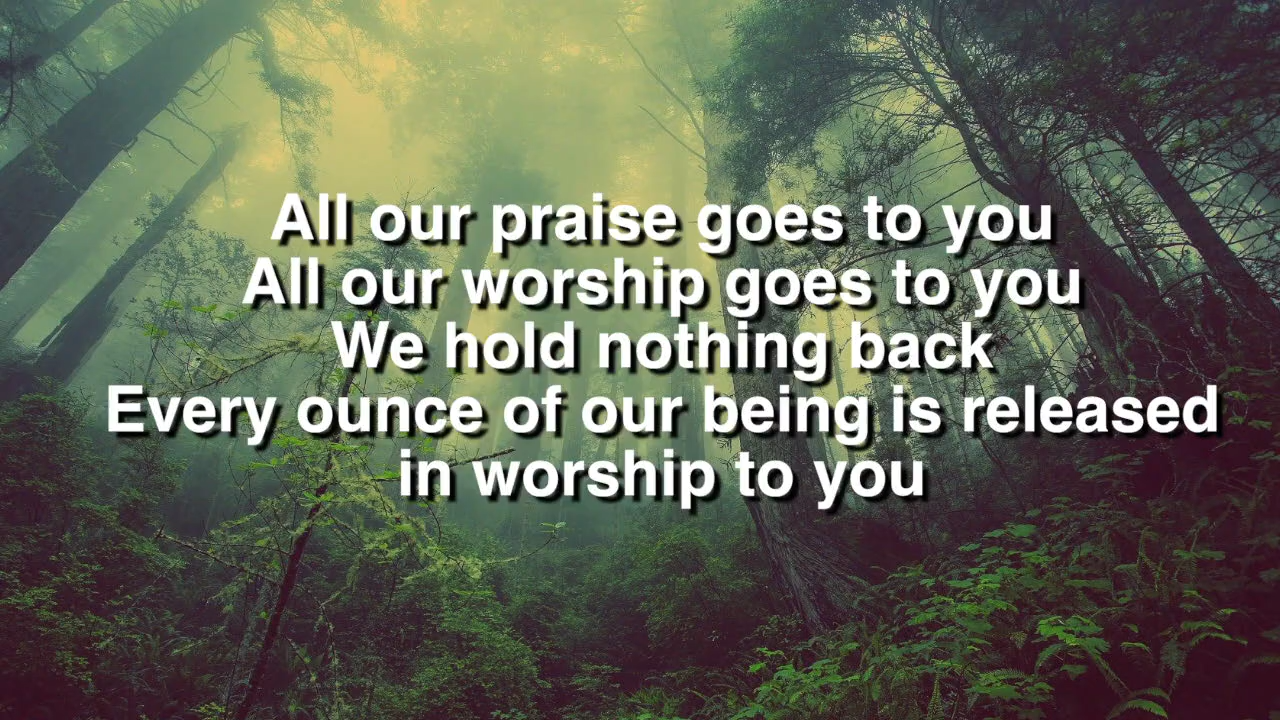 All our praise goes to you
All our worship goes to you
We hold nothing back
Every ounce of our being is released
in worship to you